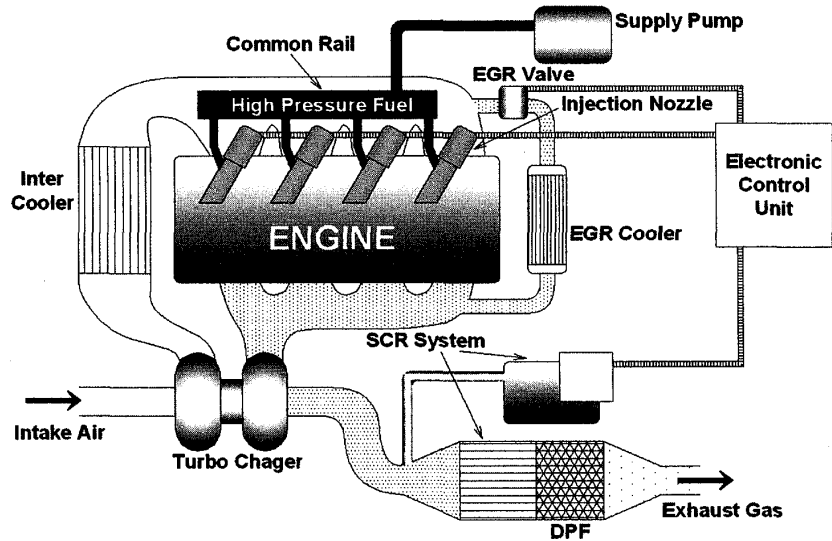 Supply Pump
Common Rail
EGR Valve
High Pressure Fuel
Injection Nozzle
Inter
Cooler
Electronic
Control
Unit
ENGINE
EGR Cooler
SCR System
Intake Air
Turbo Chager
Exhaust Gas
DPF